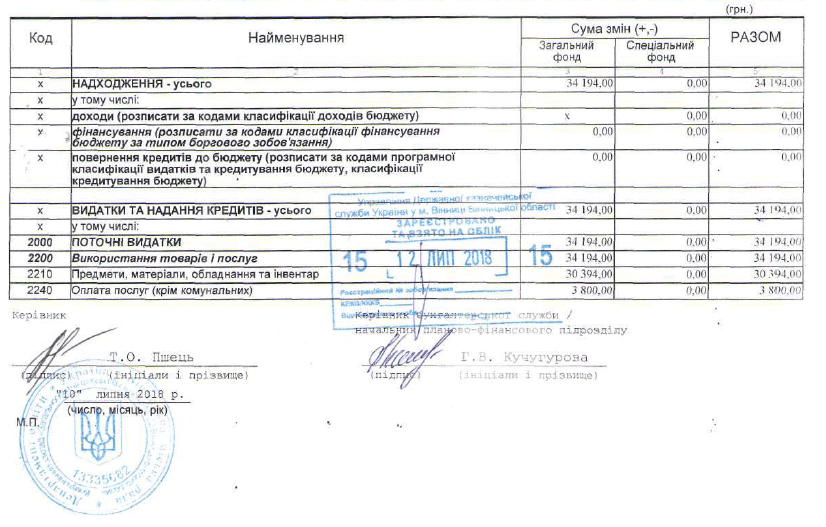 (грн.)
Код Найменування Сума змін (+,-) РАЗОМ
Загальний фонд Спеціальний фонд
1 2 3 4 5
х НАДХОДЖЕННЯ - усього 34 194,00 0,00 34 194,00
х у тому числі:
х доходи (розписати за кодами класифікації доходів бюджету) х 0,00 0,00
х фінансування (розписати за кодами класифікації фінансування 0,00 0,00 0,00
бюджету за типом боргового зобов'язання)
х повернення кредитів до бюджету (розписати за кодами програмної 0,00 0,00 0,00
класифікації видатків та кредитування бюджету, класифікації
кредитування бюджету)
Управління Державної казначейської
служби України у м. Вінниці Вінницької області
х ВИДАТКИ ТА НАДАННЯ КРЕДИТІВ - усього 34 194,00 0,00 34 194,00
ЗАРЕЄСТРОВАНО
х у тому числі:
ТА ВЗЯТО НА ОБЛІК
2000 ПОТОЧНІ ВИДАТКИ 34 194,00 0,00 34 194,00
2200 Використання товарів і послуг 34 194,00 0,00 34 194,00
15 12 ЛИП 2018 15
2210 Предмети, матеріали, обладнання та інвентар 30 394,00 0,00 30 394,00
2240 Оплата послуг (крім комунальних) 3 800,00 0,00 3 800,00
Керівник Керівник бухгалтерської служби /
начальник планово-фінансового підрозділу
Т.О. Пшець Г.В. Кучугурова
(підпис) (ініціали і прізвище) (підпис) (ініціали і прізвище)
"10" липня 2018 р.
(число, місяць, рік)
М.П.
13335682